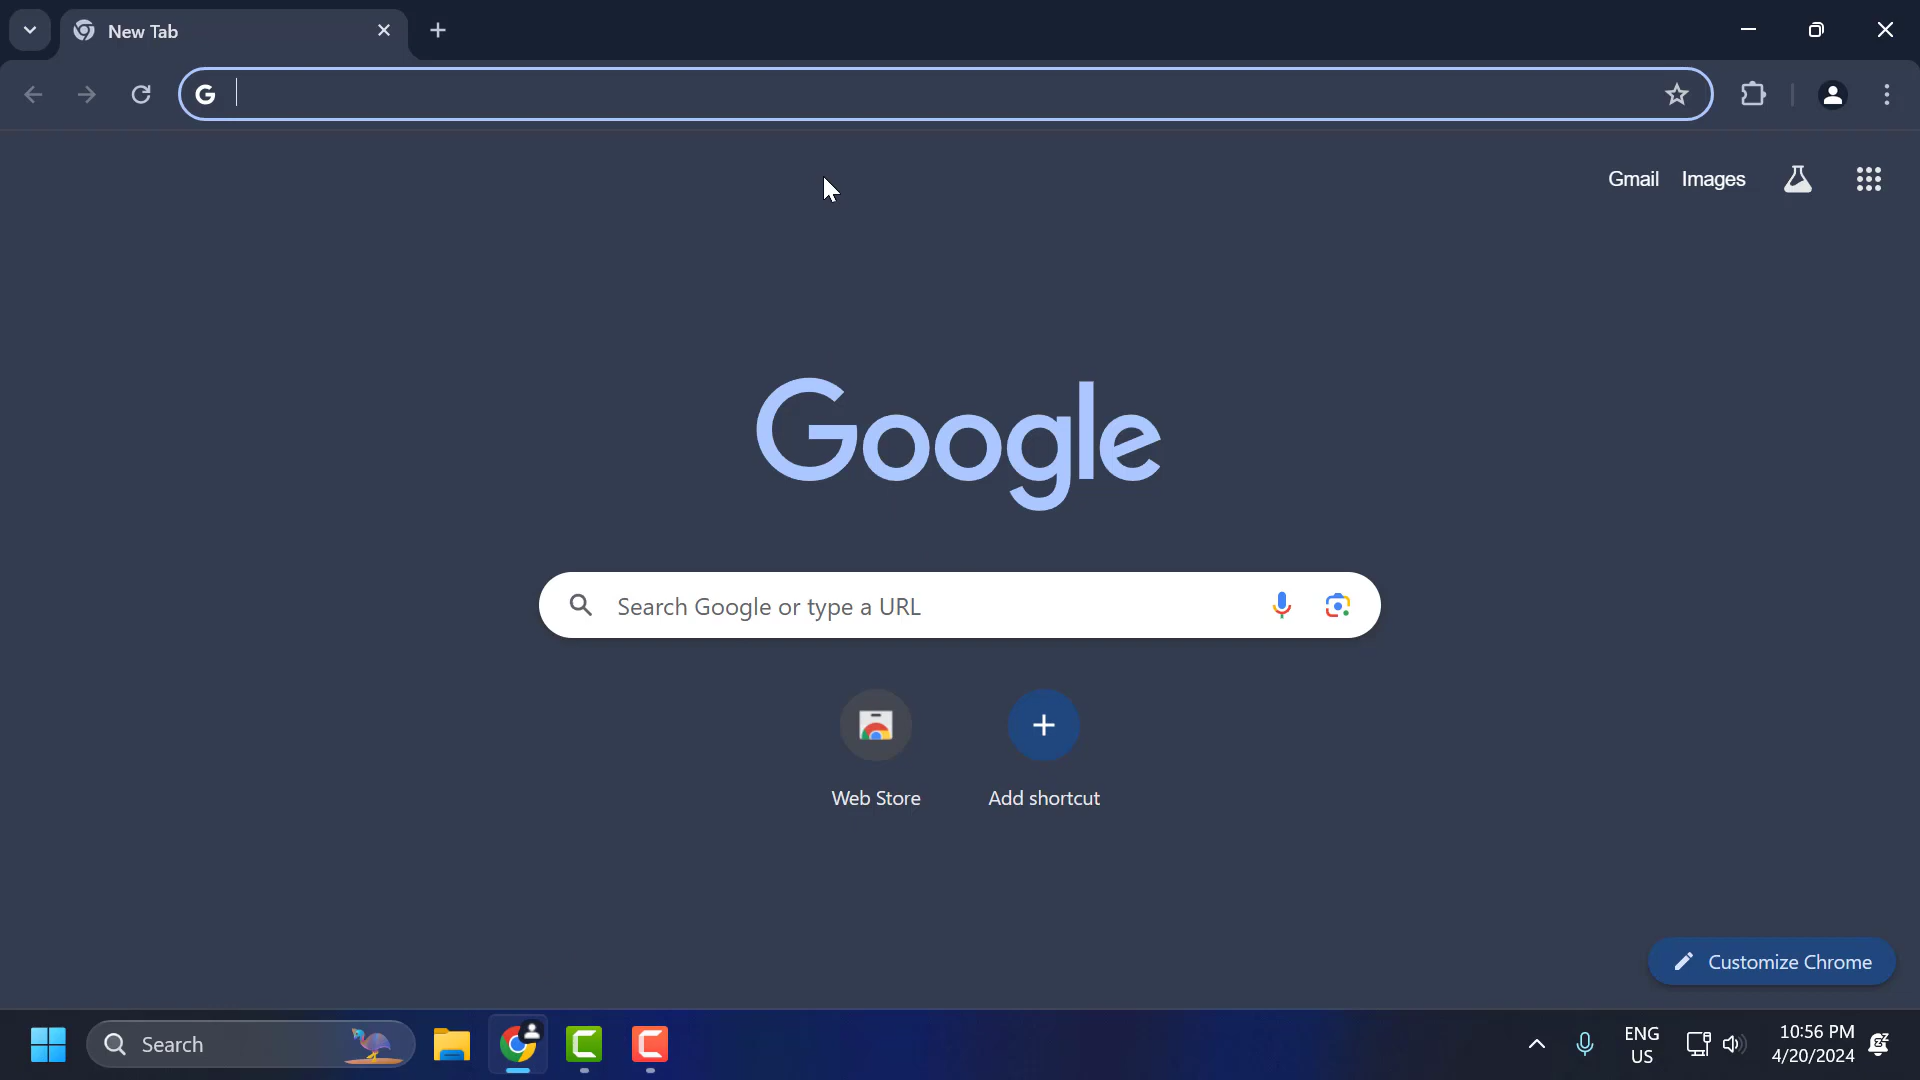 New Tab
Gmail Images
Google
Search Google or type a URL
Web Store
Add shortcut
Customize Chrome
Search
ENG
US
10:56 PM
4/20/2024